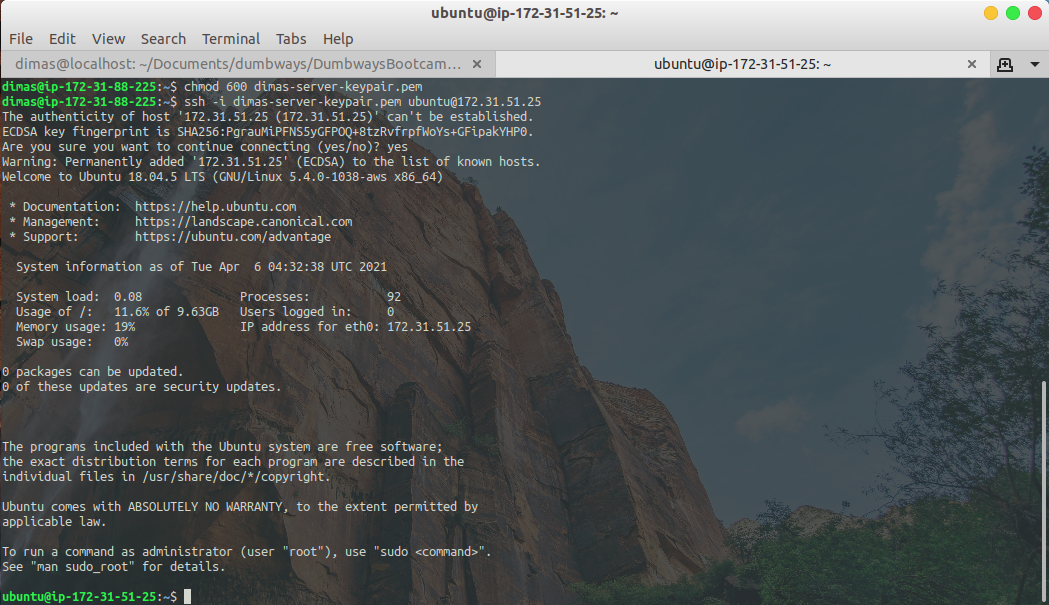 ubuntu@ip-172-31-51-25: ~
File Edit View Search Terminal Tabs Help
dimas@localhost: ~/Documents/dumbways/DumbwaysBootcam... × ubuntu@ip-172-31-51-25: ~ ×
dimas@ip-172-31-88-225:~$ chmod 600 dimas-server-keypair.pem
dimas@ip-172-31-88-225:~$ ssh -i dimas-server-keypair.pem ubuntu@172.31.51.25
The authenticity of host '172.31.51.25 (172.31.51.25)' can't be established.
ECDSA key fingerprint is SHA256:PgrauMiPFNS5yGFPOQ+8tzRvfrpfWoYs+GFipakYHP0.
Are you sure you want to continue connecting (yes/no)? yes
Warning: Permanently added '172.31.51.25' (ECDSA) to the list of known hosts.
Welcome to Ubuntu 18.04.5 LTS (GNU/Linux 5.4.0-1038-aws x86_64)
* Documentation: https://help.ubuntu.com
* Management: https://landscape.canonical.com
* Support: https://ubuntu.com/advantage
System information as of Tue Apr 6 04:32:38 UTC 2021
System load: 0.08 Processes: 92
Usage of /: 11.6% of 9.63GB Users logged in: 0
Memory usage: 19% IP address for eth0: 172.31.51.25
Swap usage: 0%
0 packages can be updated.
0 of these updates are security updates.
The programs included with the Ubuntu system are free software;
the exact distribution terms for each program are described in the
individual files in /usr/share/doc/*/copyright.
Ubuntu comes with ABSOLUTELY NO WARRANTY, to the extent permitted by
applicable law.
To run a command as administrator (user "root"), use "sudo <command>".
See "man sudo_root" for details.
ubuntu@ip-172-31-51-25:~$